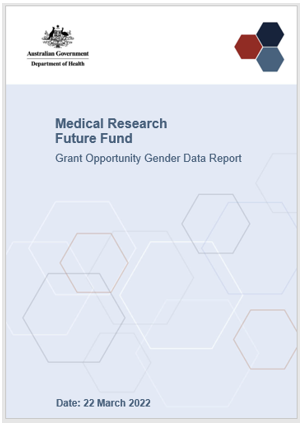 Australian Government
Department of Health
Medical Research
Future Fund
Grant Opportunity Gender Data Report
Date: 22 March 2022